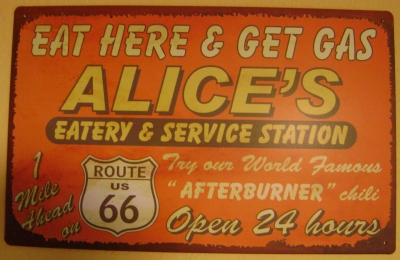 EAT HERE & GET GAS
ALICE'S
EATERY & SERVICE STATION
1
Mile
Ahead
on
ROUTE
US
66
Try our World Famous
"AFTERBURNER" chili
Open 24 hours